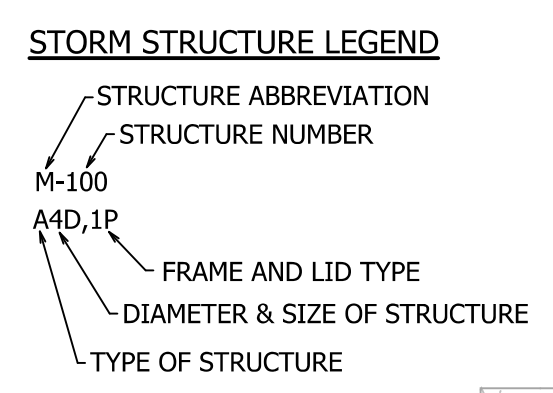 STORM STRUCTURE LEGEND
STRUCTURE ABBREVIATION
STRUCTURE NUMBER
M-100
A4D,1P
FRAME AND LID TYPE
DIAMETER & SIZE OF STRUCTURE
TYPE OF STRUCTURE